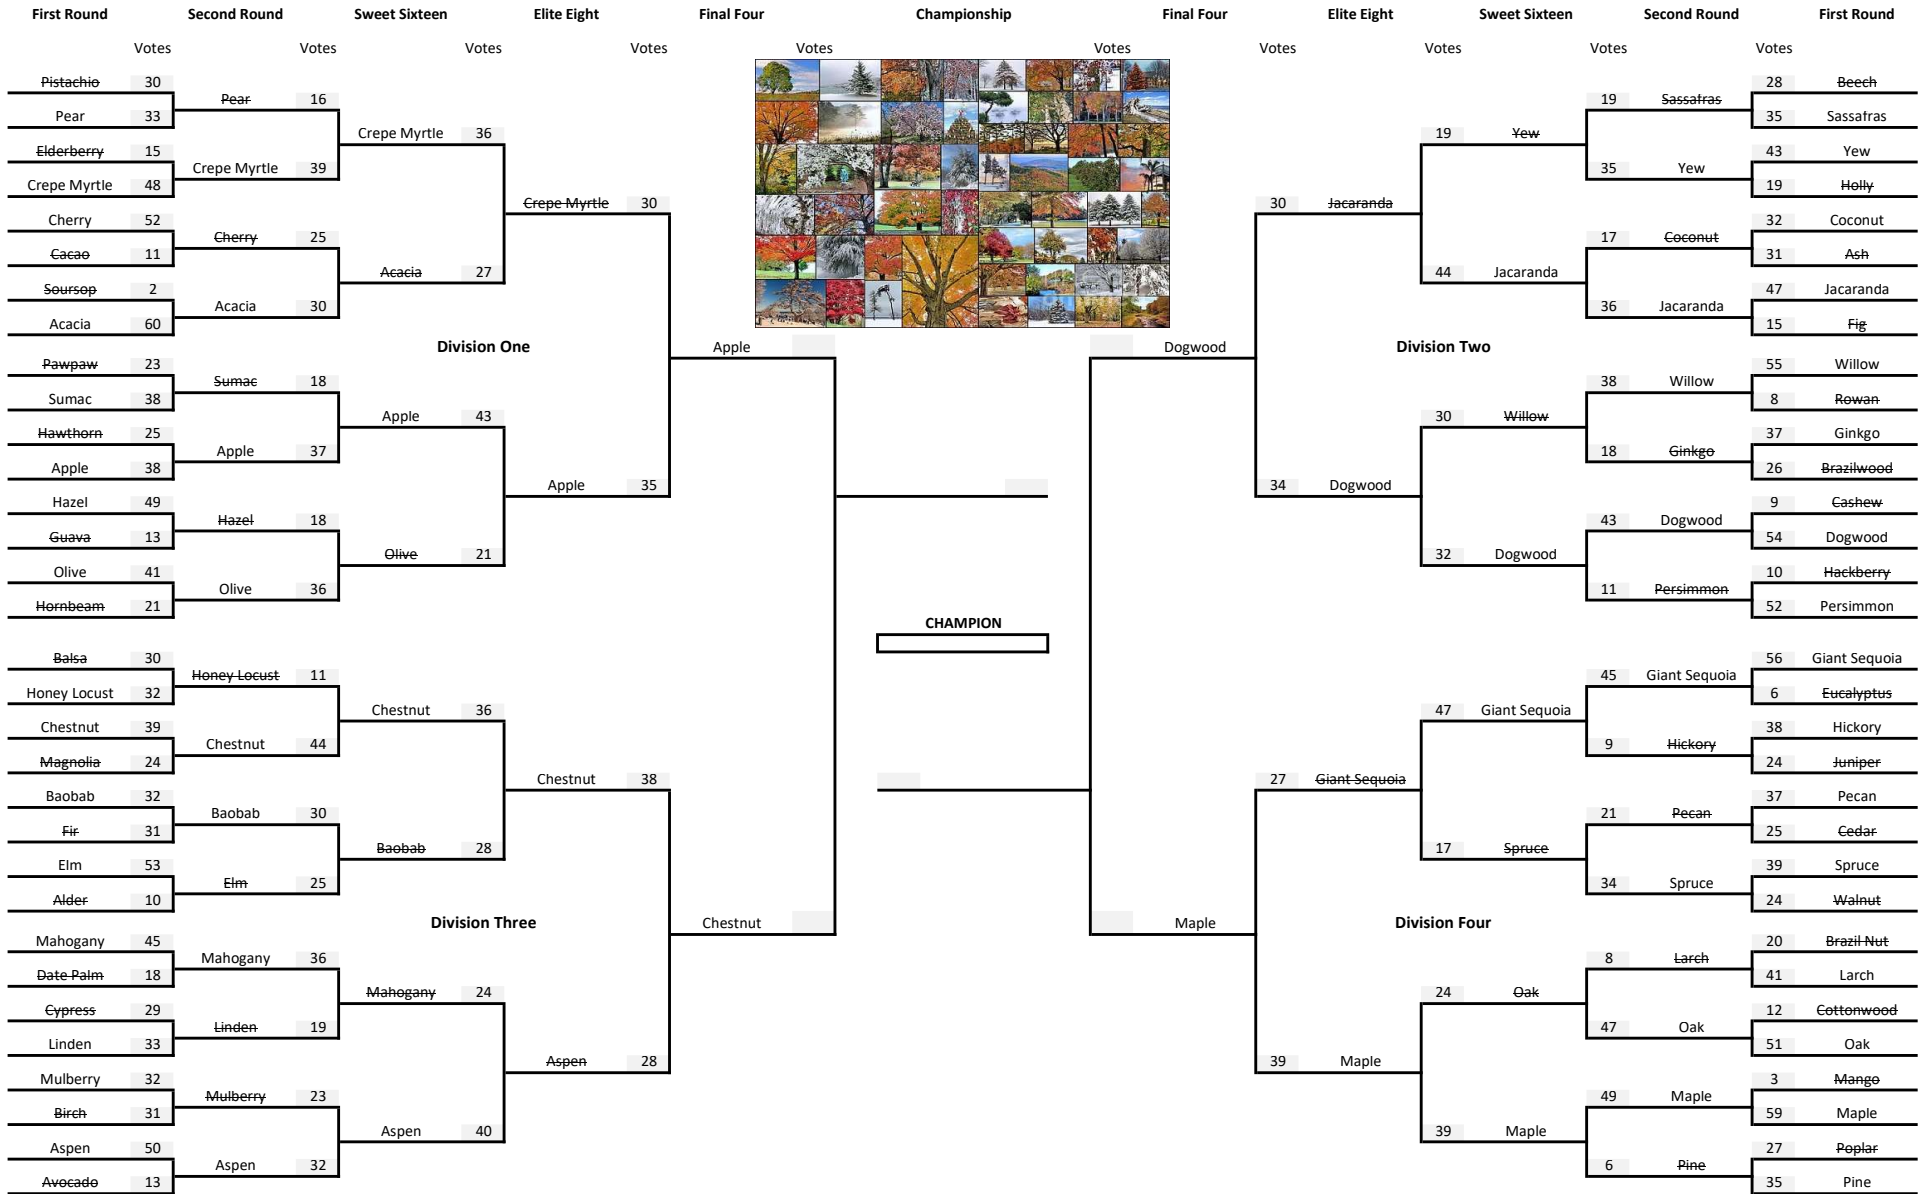 First Round Second Round Sweet Sixteen Elite Eight Final Four Championship Final Four Elite Eight Sweet Sixteen Second Round First Round
Votes Votes Votes Votes Votes Votes Votes Votes Votes Votes
Pistachio 30
Pear 16
Pear 33
Crepe Myrtle 36
Elderberry 15
Crepe Myrtle 39
Crepe Myrtle 48
Crepe Myrtle 30
Cherry 52
Cherry 25
Cacao 11
Acacia 27
Soursop 2
Acacia 30
Acacia 60
Division One
Apple
Pawpaw 23
Sumac 18
Sumac 38
Apple 43
Hawthorn 25
Apple 37
Apple 38
Apple 35
Hazel 49
Hazel 18
Guava 13
Olive 21
Olive 41
Olive 36
Hornbeam 21
Balsa 30
Honey Locust 11
Honey Locust 32
Chestnut 36
Chestnut 39
Chestnut 44
Magnolia 24
Chestnut 38
Baobab 32
Baobab 30
Fir 31
Baobab 28
Elm 53
Elm 25
Alder 10
Division Three
Chestnut
Mahogany 45
Mahogany 36
Date Palm 18
Mahogany 24
Cypress 29
Linden 19
Linden 33
Aspen 28
Mulberry 32
Mulberry 23
Birch 31
Aspen 40
Aspen 50
Aspen 32
Avocado 13
CHAMPION
28 Beech
19 Sassafras
35 Sassafras
19 Yew
43 Yew
35 Yew
19 Holly
30 Jacaranda
32 Coconut
17 Coconut
31 Ash
44 Jacaranda
47 Jacaranda
36 Jacaranda
15 Fig
Dogwood
Division Two
55 Willow
38 Willow
8 Rowan
30 Willow
37 Ginkgo
18 Ginkgo
26 Brazilwood
34 Dogwood
9 Cashew
43 Dogwood
54 Dogwood
32 Dogwood
10 Hackberry
11 Persimmon
52 Persimmon
56 Giant Sequoia
45 Giant Sequoia
6 Eucalyptus
47 Giant Sequoia
38 Hickory
9 Hickory
24 Juniper
27 Giant Sequoia
37 Pecan
21 Pecan
25 Cedar
17 Spruce
39 Spruce
34 Spruce
24 Walnut
Maple
Division Four
20 Brazil Nut
8 Larch
41 Larch
24 Oak
12 Cottonwood
47 Oak
51 Oak
39 Maple
3 Mango
49 Maple
59 Maple
39 Maple
27 Poplar
6 Pine
35 Pine